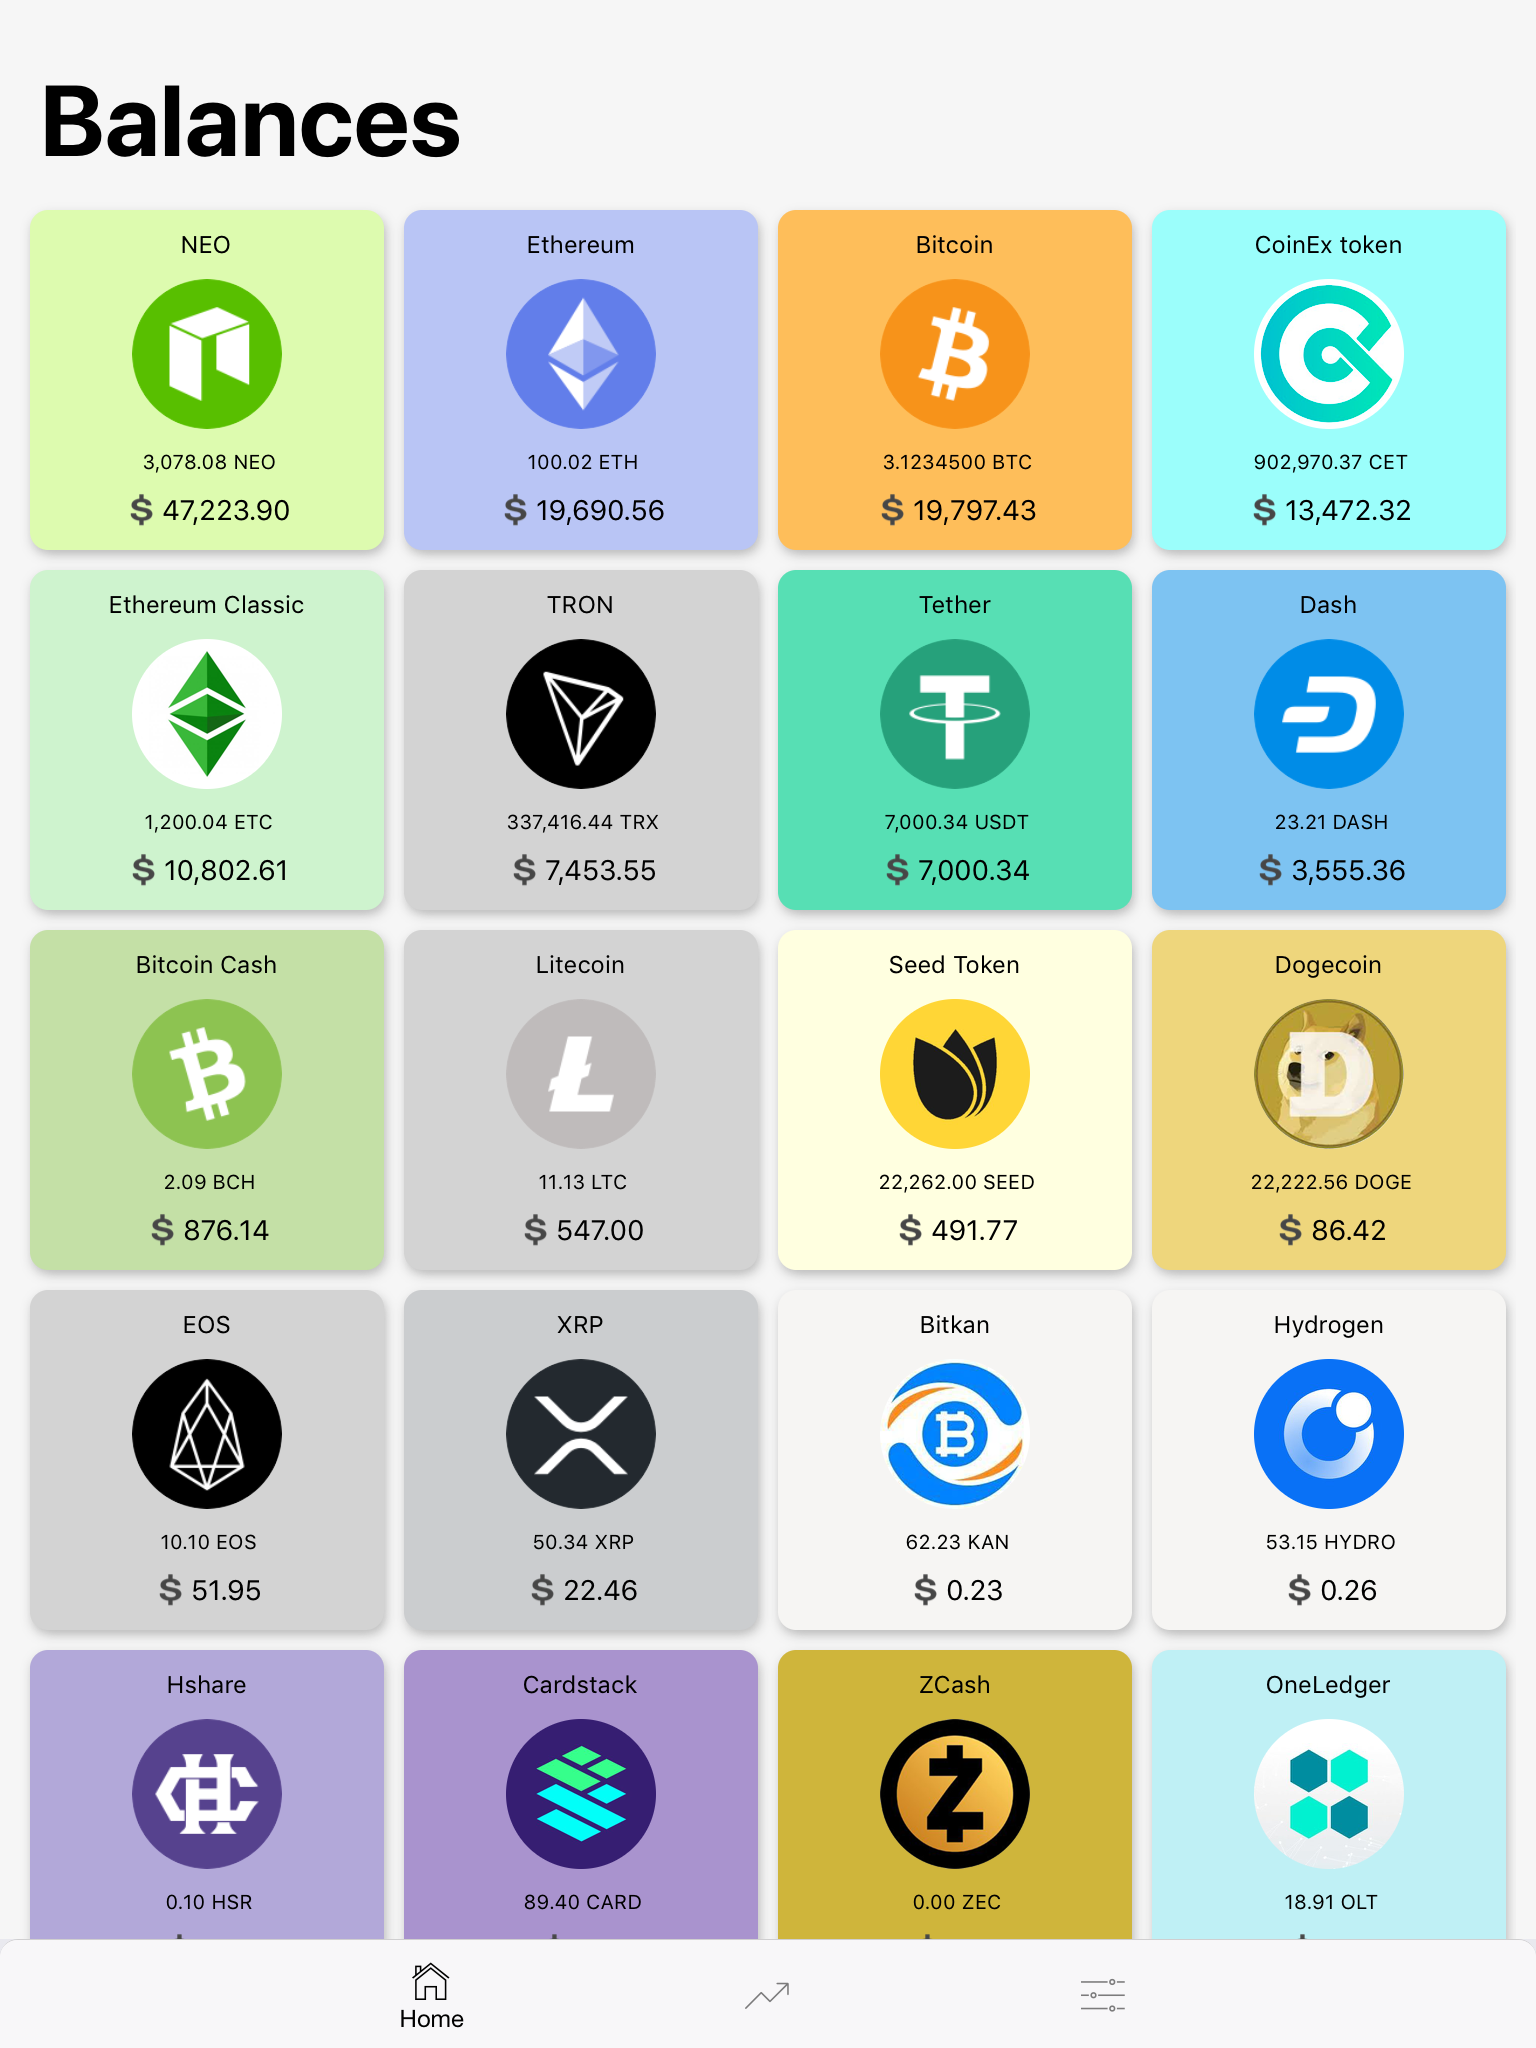 Balances
NEO
3,078.08 NEO
$ 47,223.90
Ethereum
100.02 ETH
$ 19,690.56
Bitcoin
3.1234500 BTC
$ 19,797.43
CoinEx token
902,970.37 CET
$ 13,472.32
Ethereum Classic
1,200.04 ETC
$ 10,802.61
TRON
337,416.44 TRX
$ 7,453.55
Tether
7,000.34 USDT
$ 7,000.34
Dash
23.21 DASH
$ 3,555.36
Bitcoin Cash
2.09 BCH
$ 876.14
Litecoin
11.13 LTC
$ 547.00
Seed Token
22,262.00 SEED
$ 491.77
Dogecoin
22,222.56 DOGE
$ 86.42
EOS
10.10 EOS
$ 51.95
XRP
50.34 XRP
$ 22.46
Bitkan
62.23 KAN
$ 0.23
Hydrogen
53.15 HYDRO
$ 0.26
Hshare
0.10 HSR
Cardstack
89.40 CARD
ZCash
0.00 ZEC
OneLedger
18.91 OLT
Home